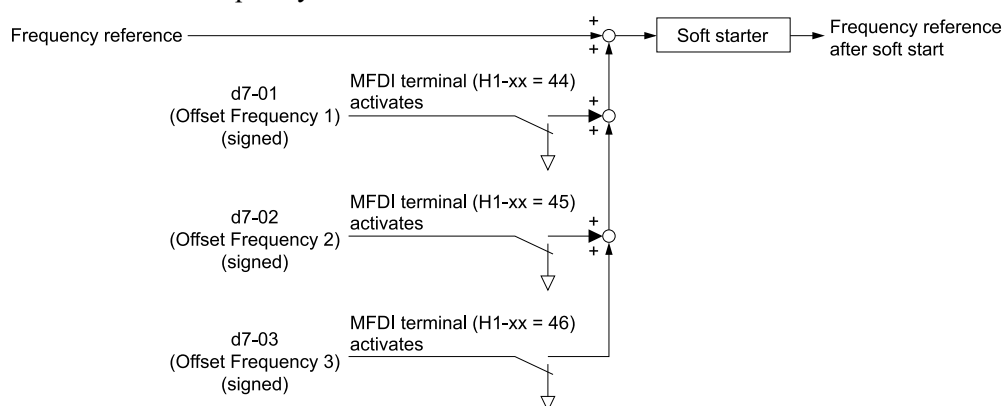 Frequency reference
+
+
Soft starter
Frequency reference
after soft start
d7-01
(Offset Frequency 1)
(signed)
MFDI terminal (H1-xx = 44)
activates
+
+
d7-02
(Offset Frequency 2)
(signed)
MFDI terminal (H1-xx = 45)
activates
+
+
d7-03
(Offset Frequency 3)
(signed)
MFDI terminal (H1-xx = 46)
activates